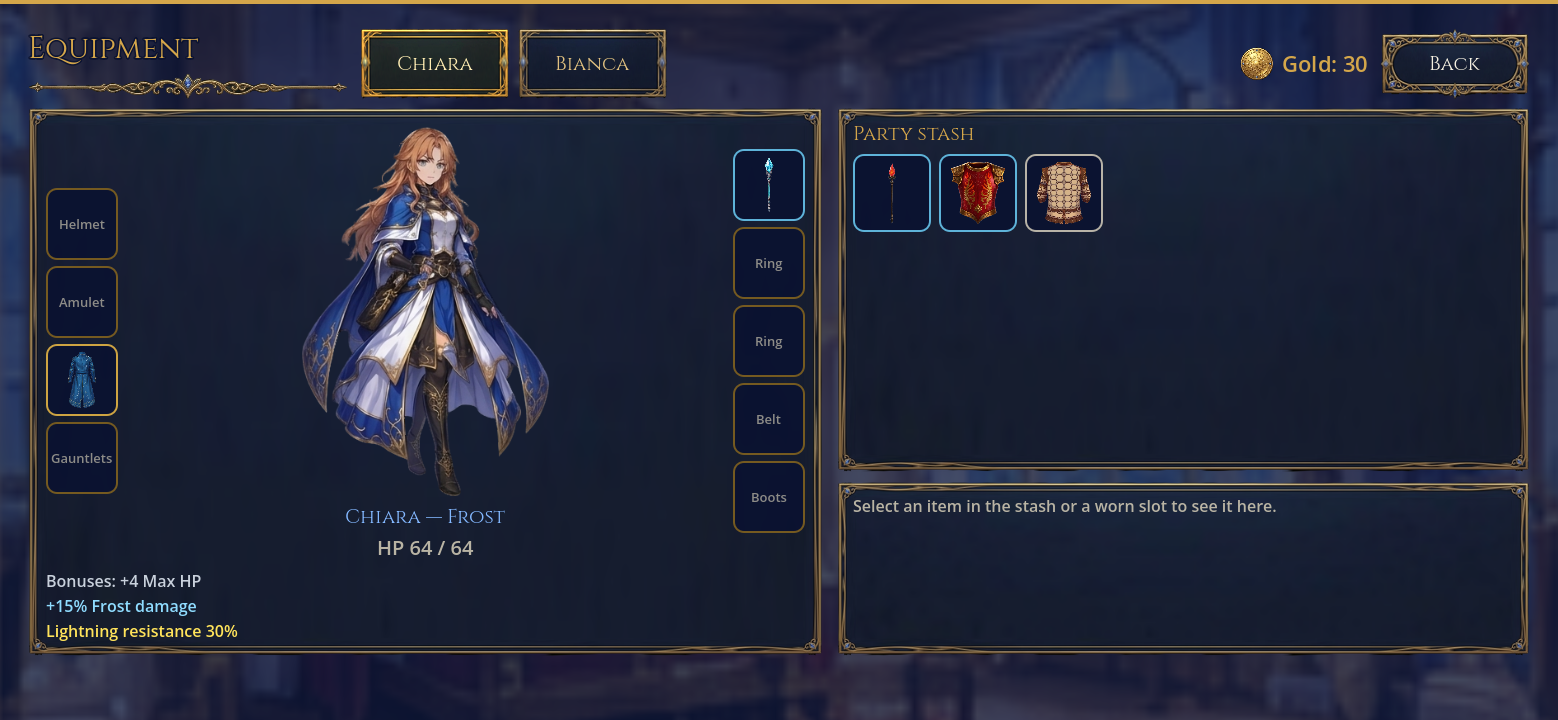 Equipment
Chiara
Bianca
Gold: 30
Back
Helmet
Amulet
Gauntlets
Ring
Ring
Belt
Boots
Chiara — Frost
HP 64 / 64
Bonuses: +4 Max HP
+15% Frost damage
Lightning resistance 30%
Party stash
Select an item in the stash or a worn slot to see it here.